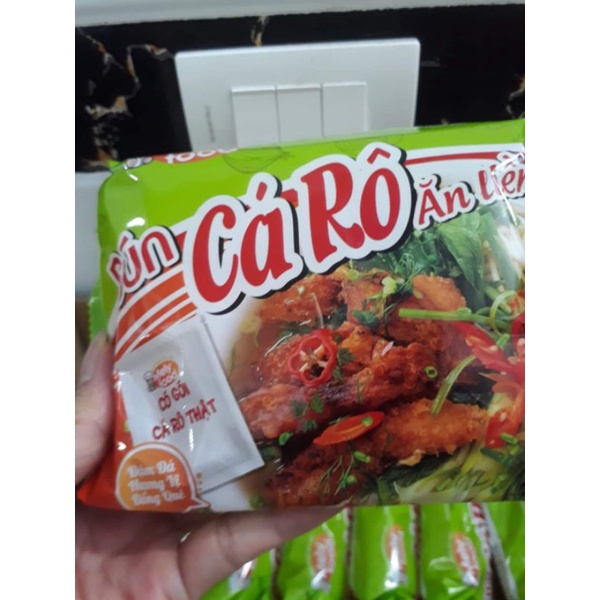 Bún
Cá Rô
Ăn liền
CÓ GÓI
CÁ RÔ THẬT
Đậm Đà
Hương Vị
Đồng Quê